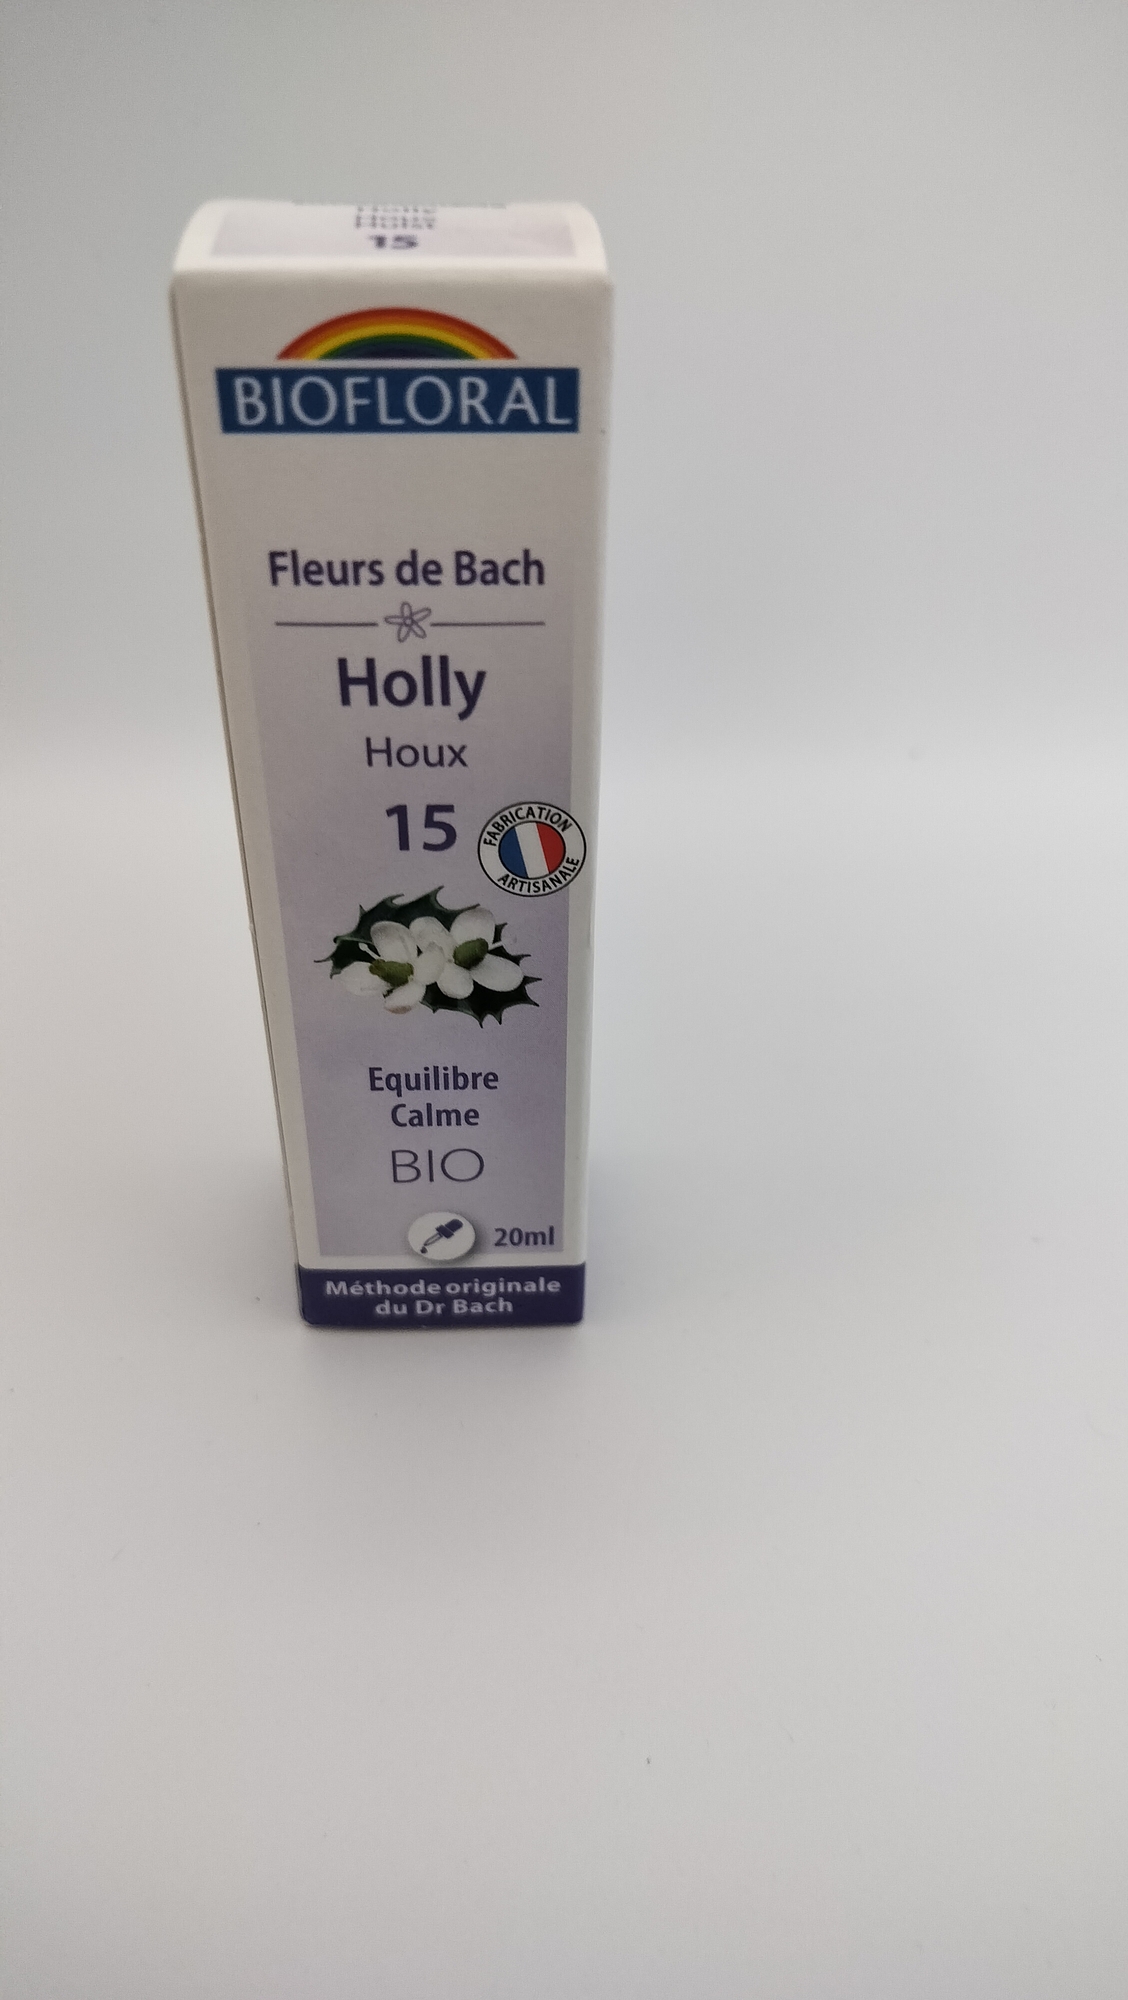 Holly
Houx
Hulst
15
BIOFLORAL
Fleurs de Bach
Holly
Houx
15
FABRICATION
ARTISANALE
Equilibre
Calme
BIO
20ml
Méthode originale
du Dr Bach